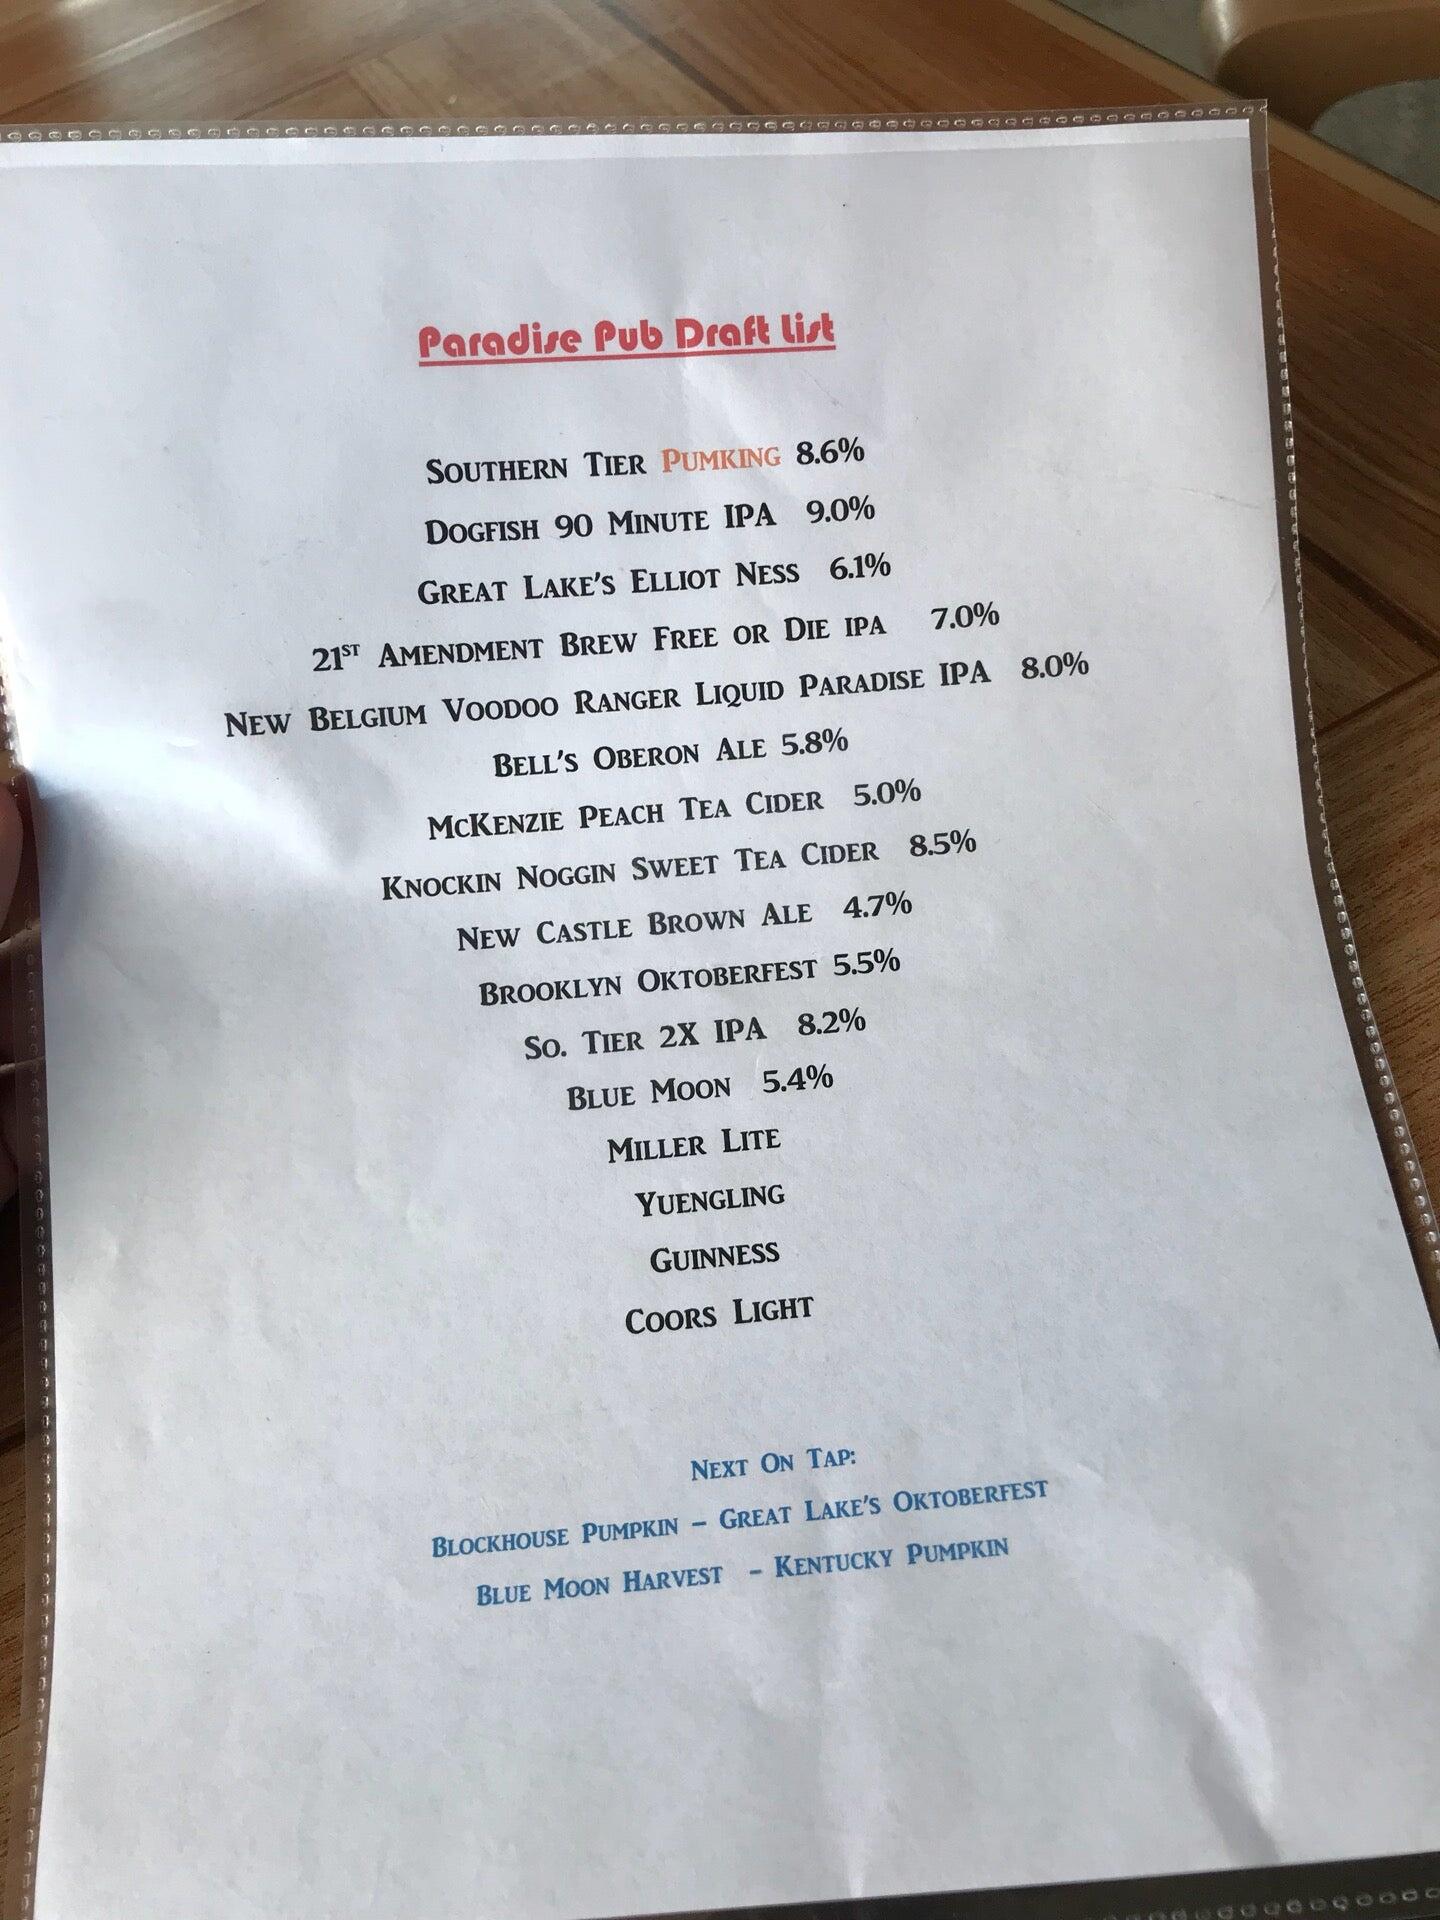 Paradise Pub Draft List
Southern Tier Pumking 8.6%
Dogfish 90 Minute IPA 9.0%
Great Lake's Elliot Ness 6.1%
21st Amendment Brew Free or Die IPA 7.0%
New Belgium Voodoo Ranger Liquid Paradise IPA 8.0%
Bell's Oberon Ale 5.8%
McKenzie Peach Tea Cider 5.0%
Knockin Noggin Sweet Tea Cider 8.5%
New Castle Brown Ale 4.7%
Brooklyn Oktoberfest 5.5%
So. Tier 2X IPA 8.2%
Blue Moon 5.4%
Miller Lite
Yuengling
Guinness
Coors Light
Next On Tap:
Blockhouse Pumpkin – Great Lake's Oktoberfest
Blue Moon Harvest - Kentucky Pumpkin